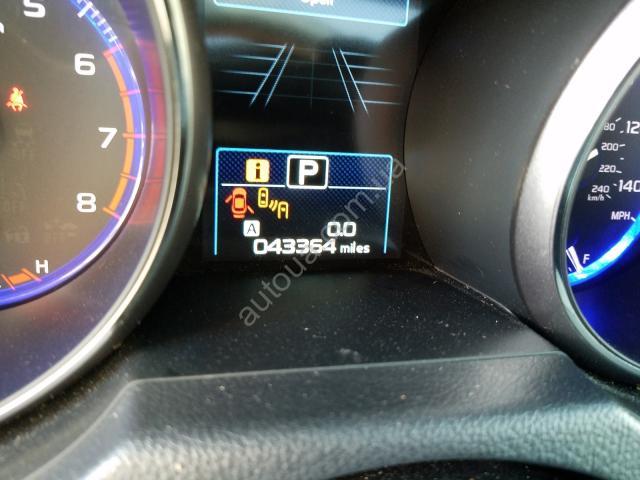 Open
5
6
7
8
H
i P
A 0.0
043364 miles
180 120
200
220
240 140
km/h
MPH
F
autoua.com.ua